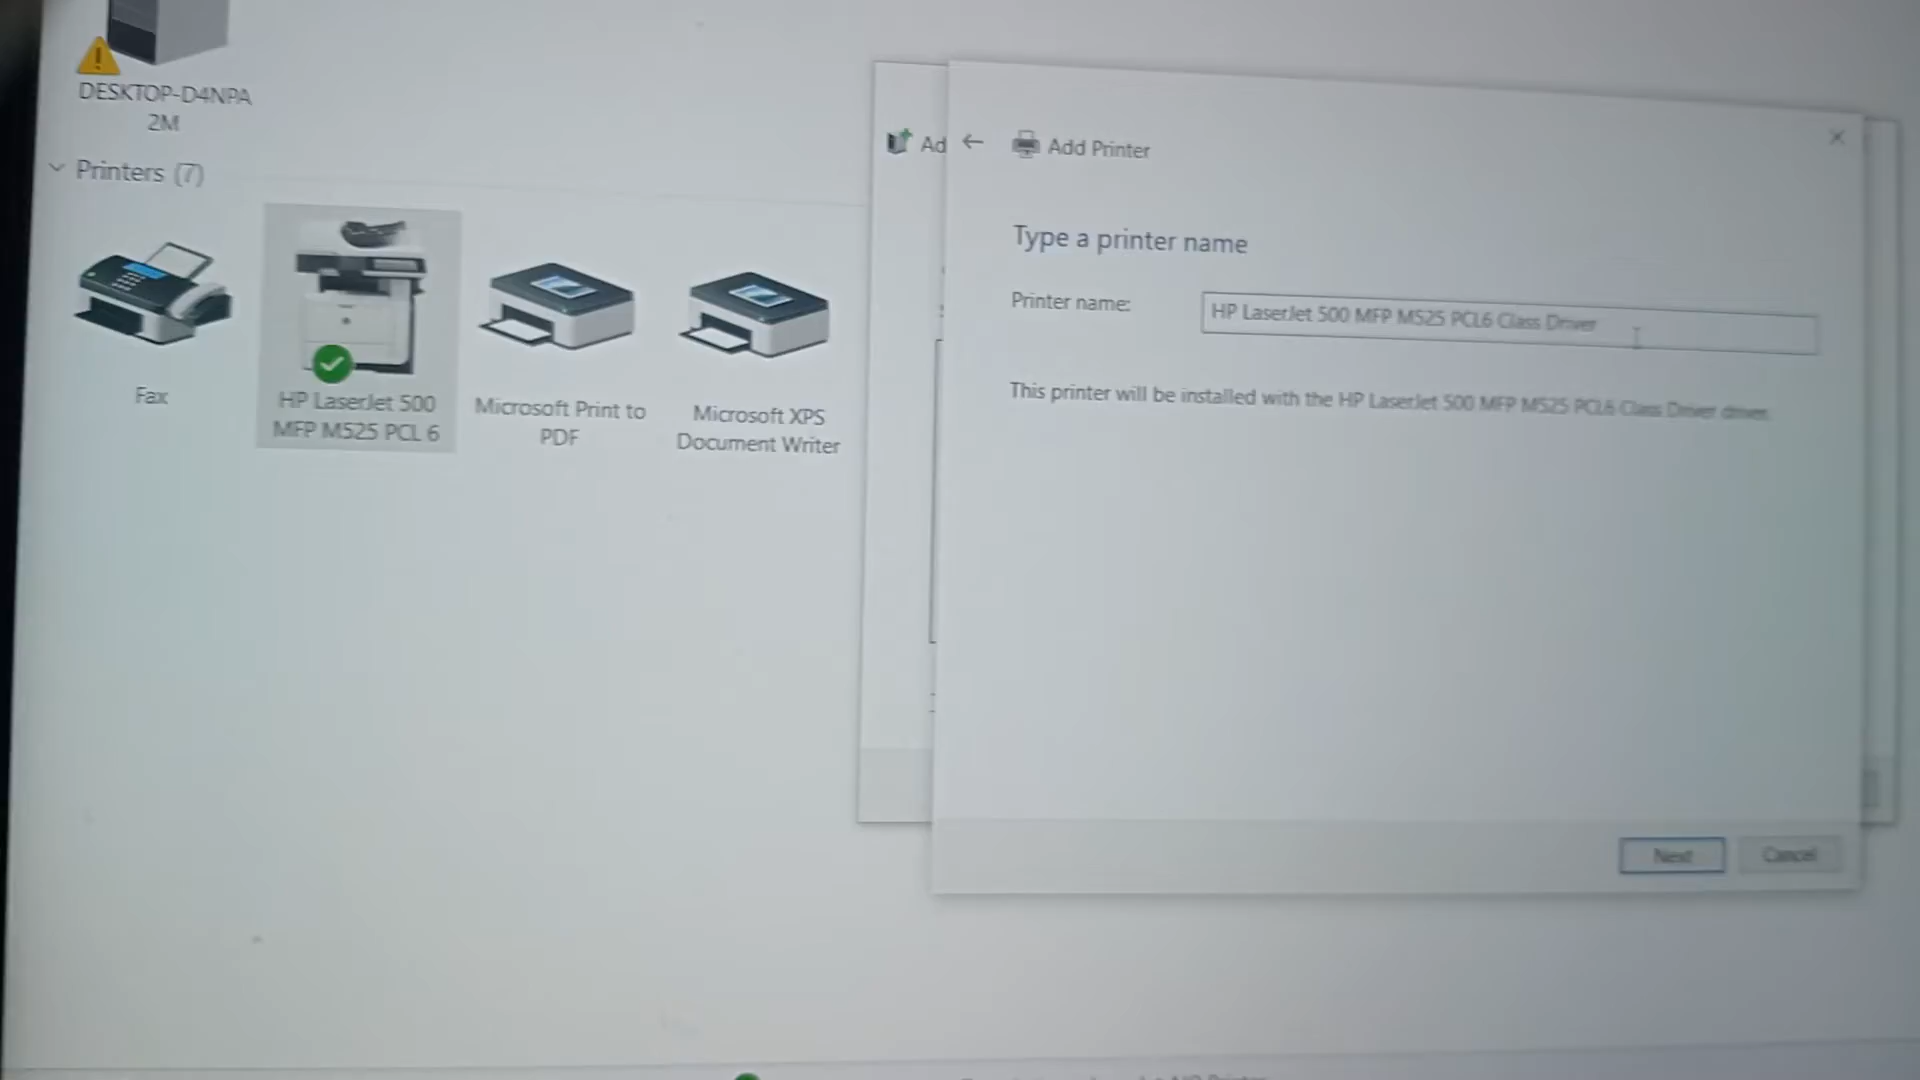 DESKTOP-D4NPA
2M
Printers (7)
Fax
HP LaserJet 500
MFP M525 PCL 6
Microsoft Print to
PDF
Microsoft XPS
Document Writer
Ad
Add Printer
Type a printer name
Printer name:
HP LaserJet 500 MFP M525 PCL6 Class Driver
This printer will be installed with the HP LaserJet 500 MFP M525 PCL6 Class Driver driver.
Next
Cancel